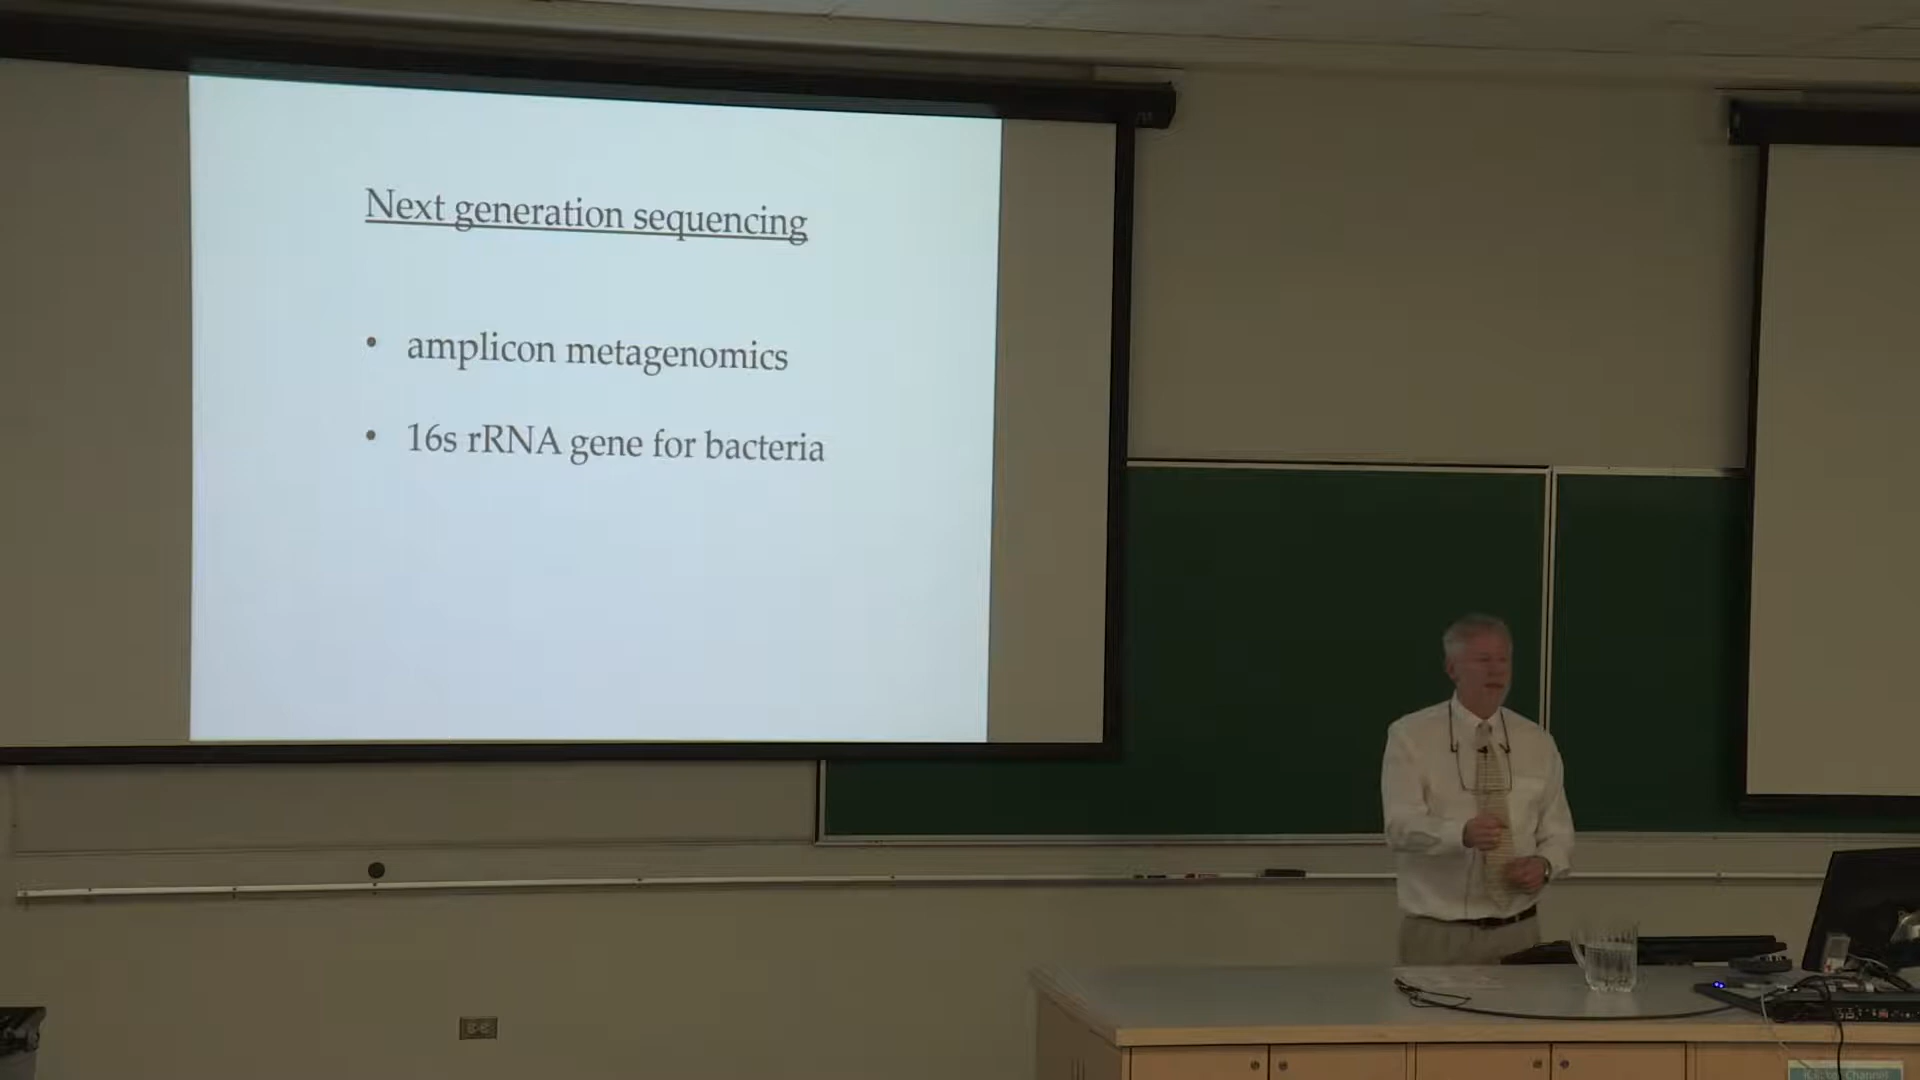 Next generation sequencing
• amplicon metagenomics
• 16s rRNA gene for bacteria